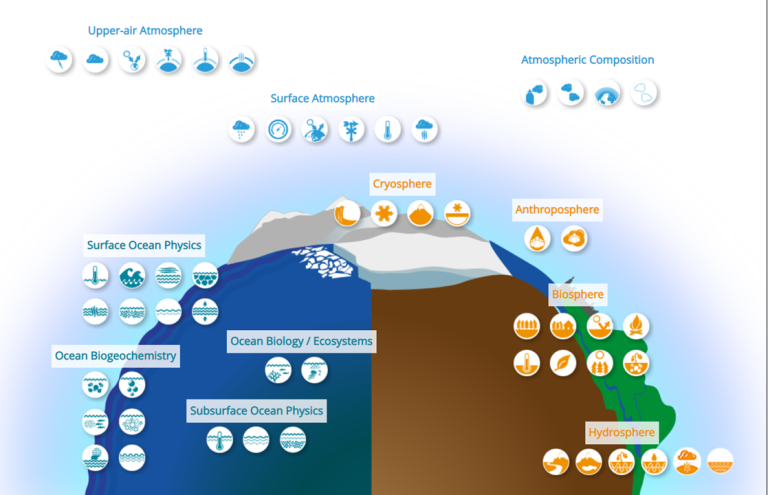 Upper-air Atmosphere
Atmospheric Composition
Surface Atmosphere
Cryosphere
Anthroposphere
Surface Ocean Physics
Biosphere
Ocean Biology / Ecosystems
Ocean Biogeochemistry
Subsurface Ocean Physics
Hydrosphere